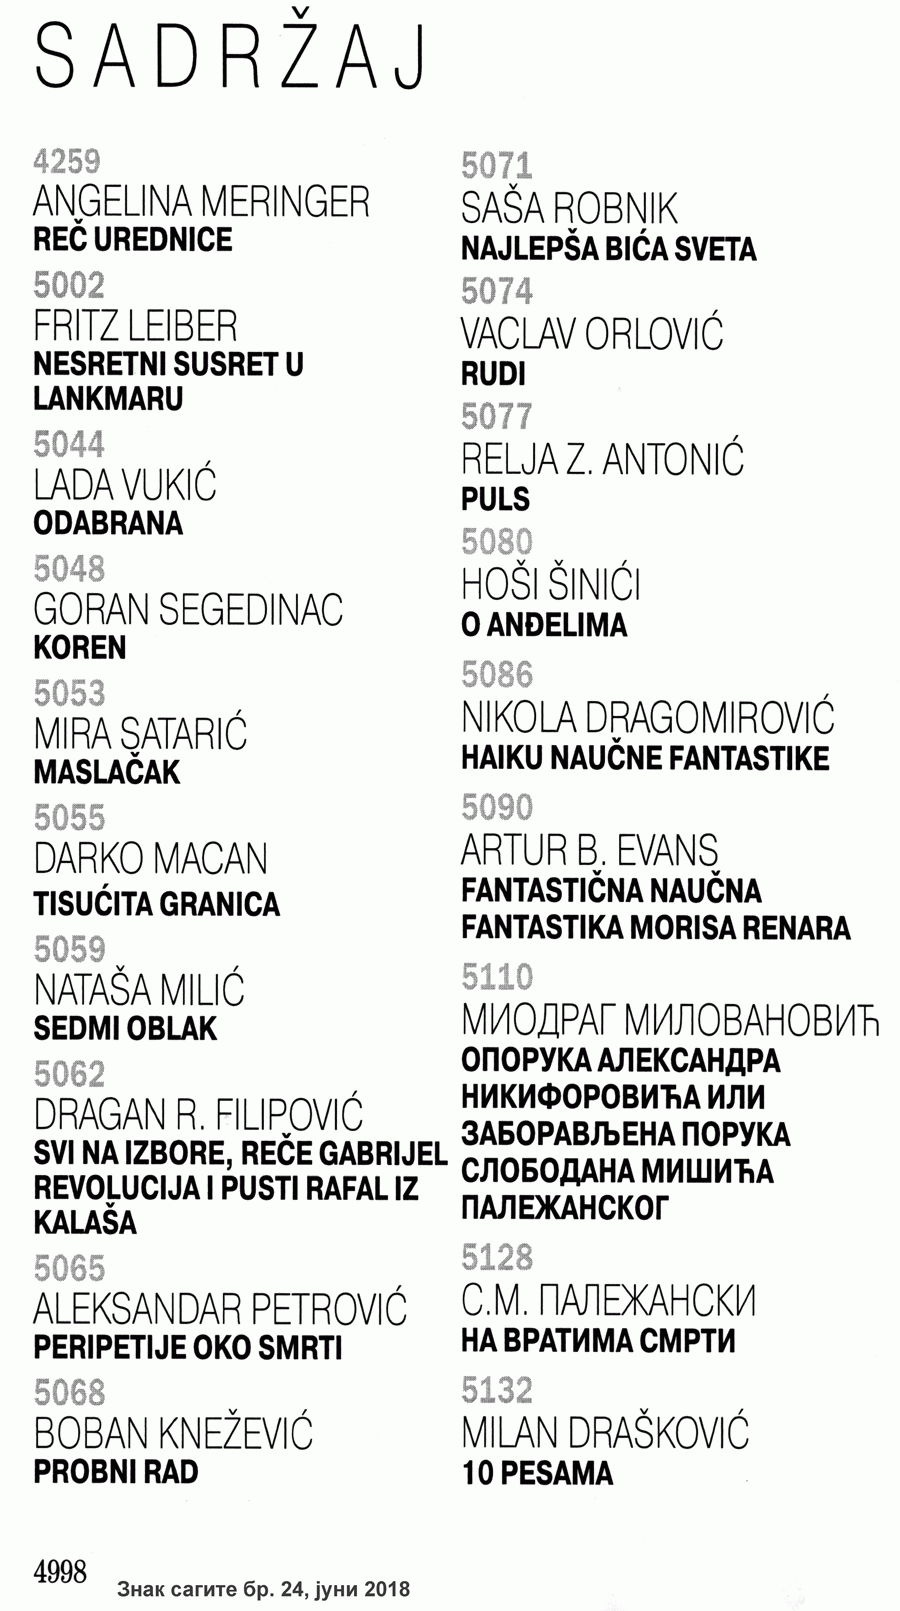 SADRŽAJ
4259
ANGELINA MERINGER
REČ UREDNICE
5002
FRITZ LEIBER
NESRETNI SUSRET U
LANKMARU
5044
LADA VUKIĆ
ODABRANA
5048
GORAN SEGEDINAC
KOREN
5053
MIRA SATARIĆ
MASLAČAK
5055
DARKO MACAN
TISUĆITA GRANICA
5059
NATAŠA MILIĆ
SEDMI OBLAK
5062
DRAGAN R. FILIPOVIĆ
SVI NA IZBORE, REČE GABRIJEL
REVOLUCIJA I PUSTI RAFAL IZ
KALAŠA
5065
ALEKSANDAR PETROVIĆ
PERIPETIJE OKO SMRTI
5068
BOBAN KNEŽEVIĆ
PROBNI RAD
5071
SAŠA ROBNIK
NAJLEPŠA BIĆA SVETA
5074
VACLAV ORLOVIĆ
RUDI
5077
RELJA Z. ANTONIĆ
PULS
5080
HOŠI ŠINIĆI
O ANĐELIMA
5086
NIKOLA DRAGOMIROVIĆ
HAIKU NAUČNE FANTASTIKE
5090
ARTUR B. EVANS
FANTASTIČNA NAUČNA
FANTASTIKA MORISA RENARA
5110
МИОДРАГ МИЛОВАНОВИЋ
ОПОРУКА АЛЕКСАНДРА
НИКИФОРОВИЋА ИЛИ
ЗАБОРАВЉЕНА ПОРУКА
СЛОБОДАНА МИШИЋА
ПАЛЕЖАНСКОГ
5128
С.М. ПАЛЕЖАНСКИ
НА ВРАТИМА СМРТИ
5132
MILAN DRAŠKOVIĆ
10 PESAMA
4998
Знак сагите бр. 24, јуни 2018